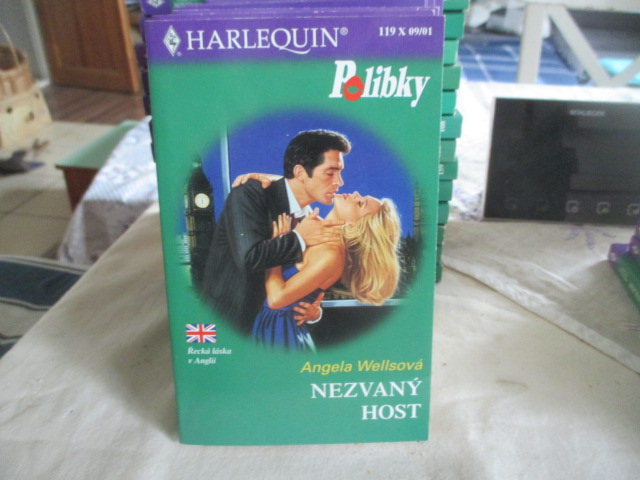 HARLEQUIN®
119 X 09/01
Polibky
Řecká láska
v Anglii
Angela Wellsová
NEZVANÝ
HOST